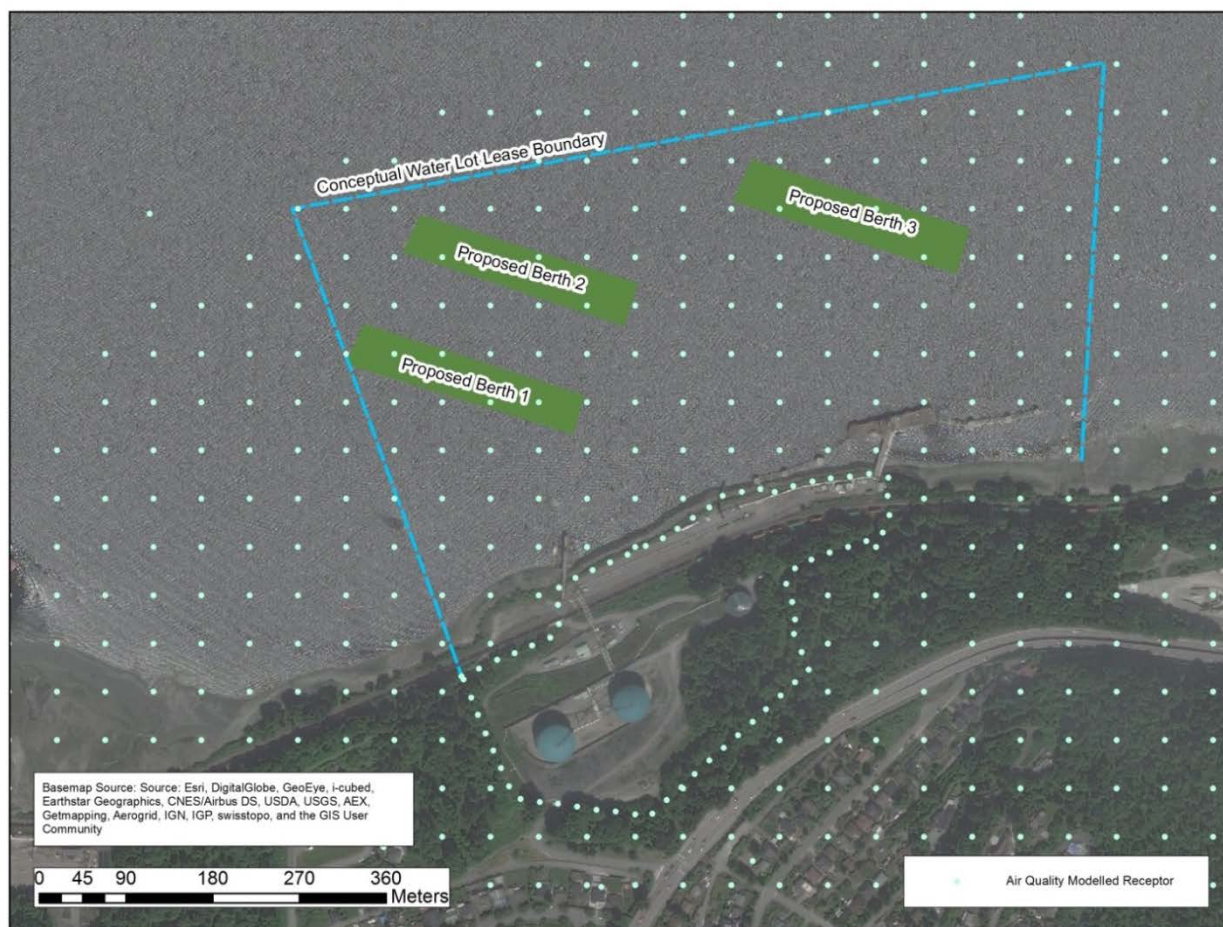 Conceptual Water Lot Lease Boundary
Proposed Berth 3
Proposed Berth 2
Proposed Berth 1
Basemap Source: Source: Esri, DigitalGlobe, GeoEye, i-cubed,
Earthstar Geographics, CNES/Airbus DS, USDA, USGS, AEX,
Getmapping, Aerogrid, IGN, IGP, swisstopo, and the GIS User
Community
0 45 90 180 270 360
Meters
Air Quality Modelled Receptor